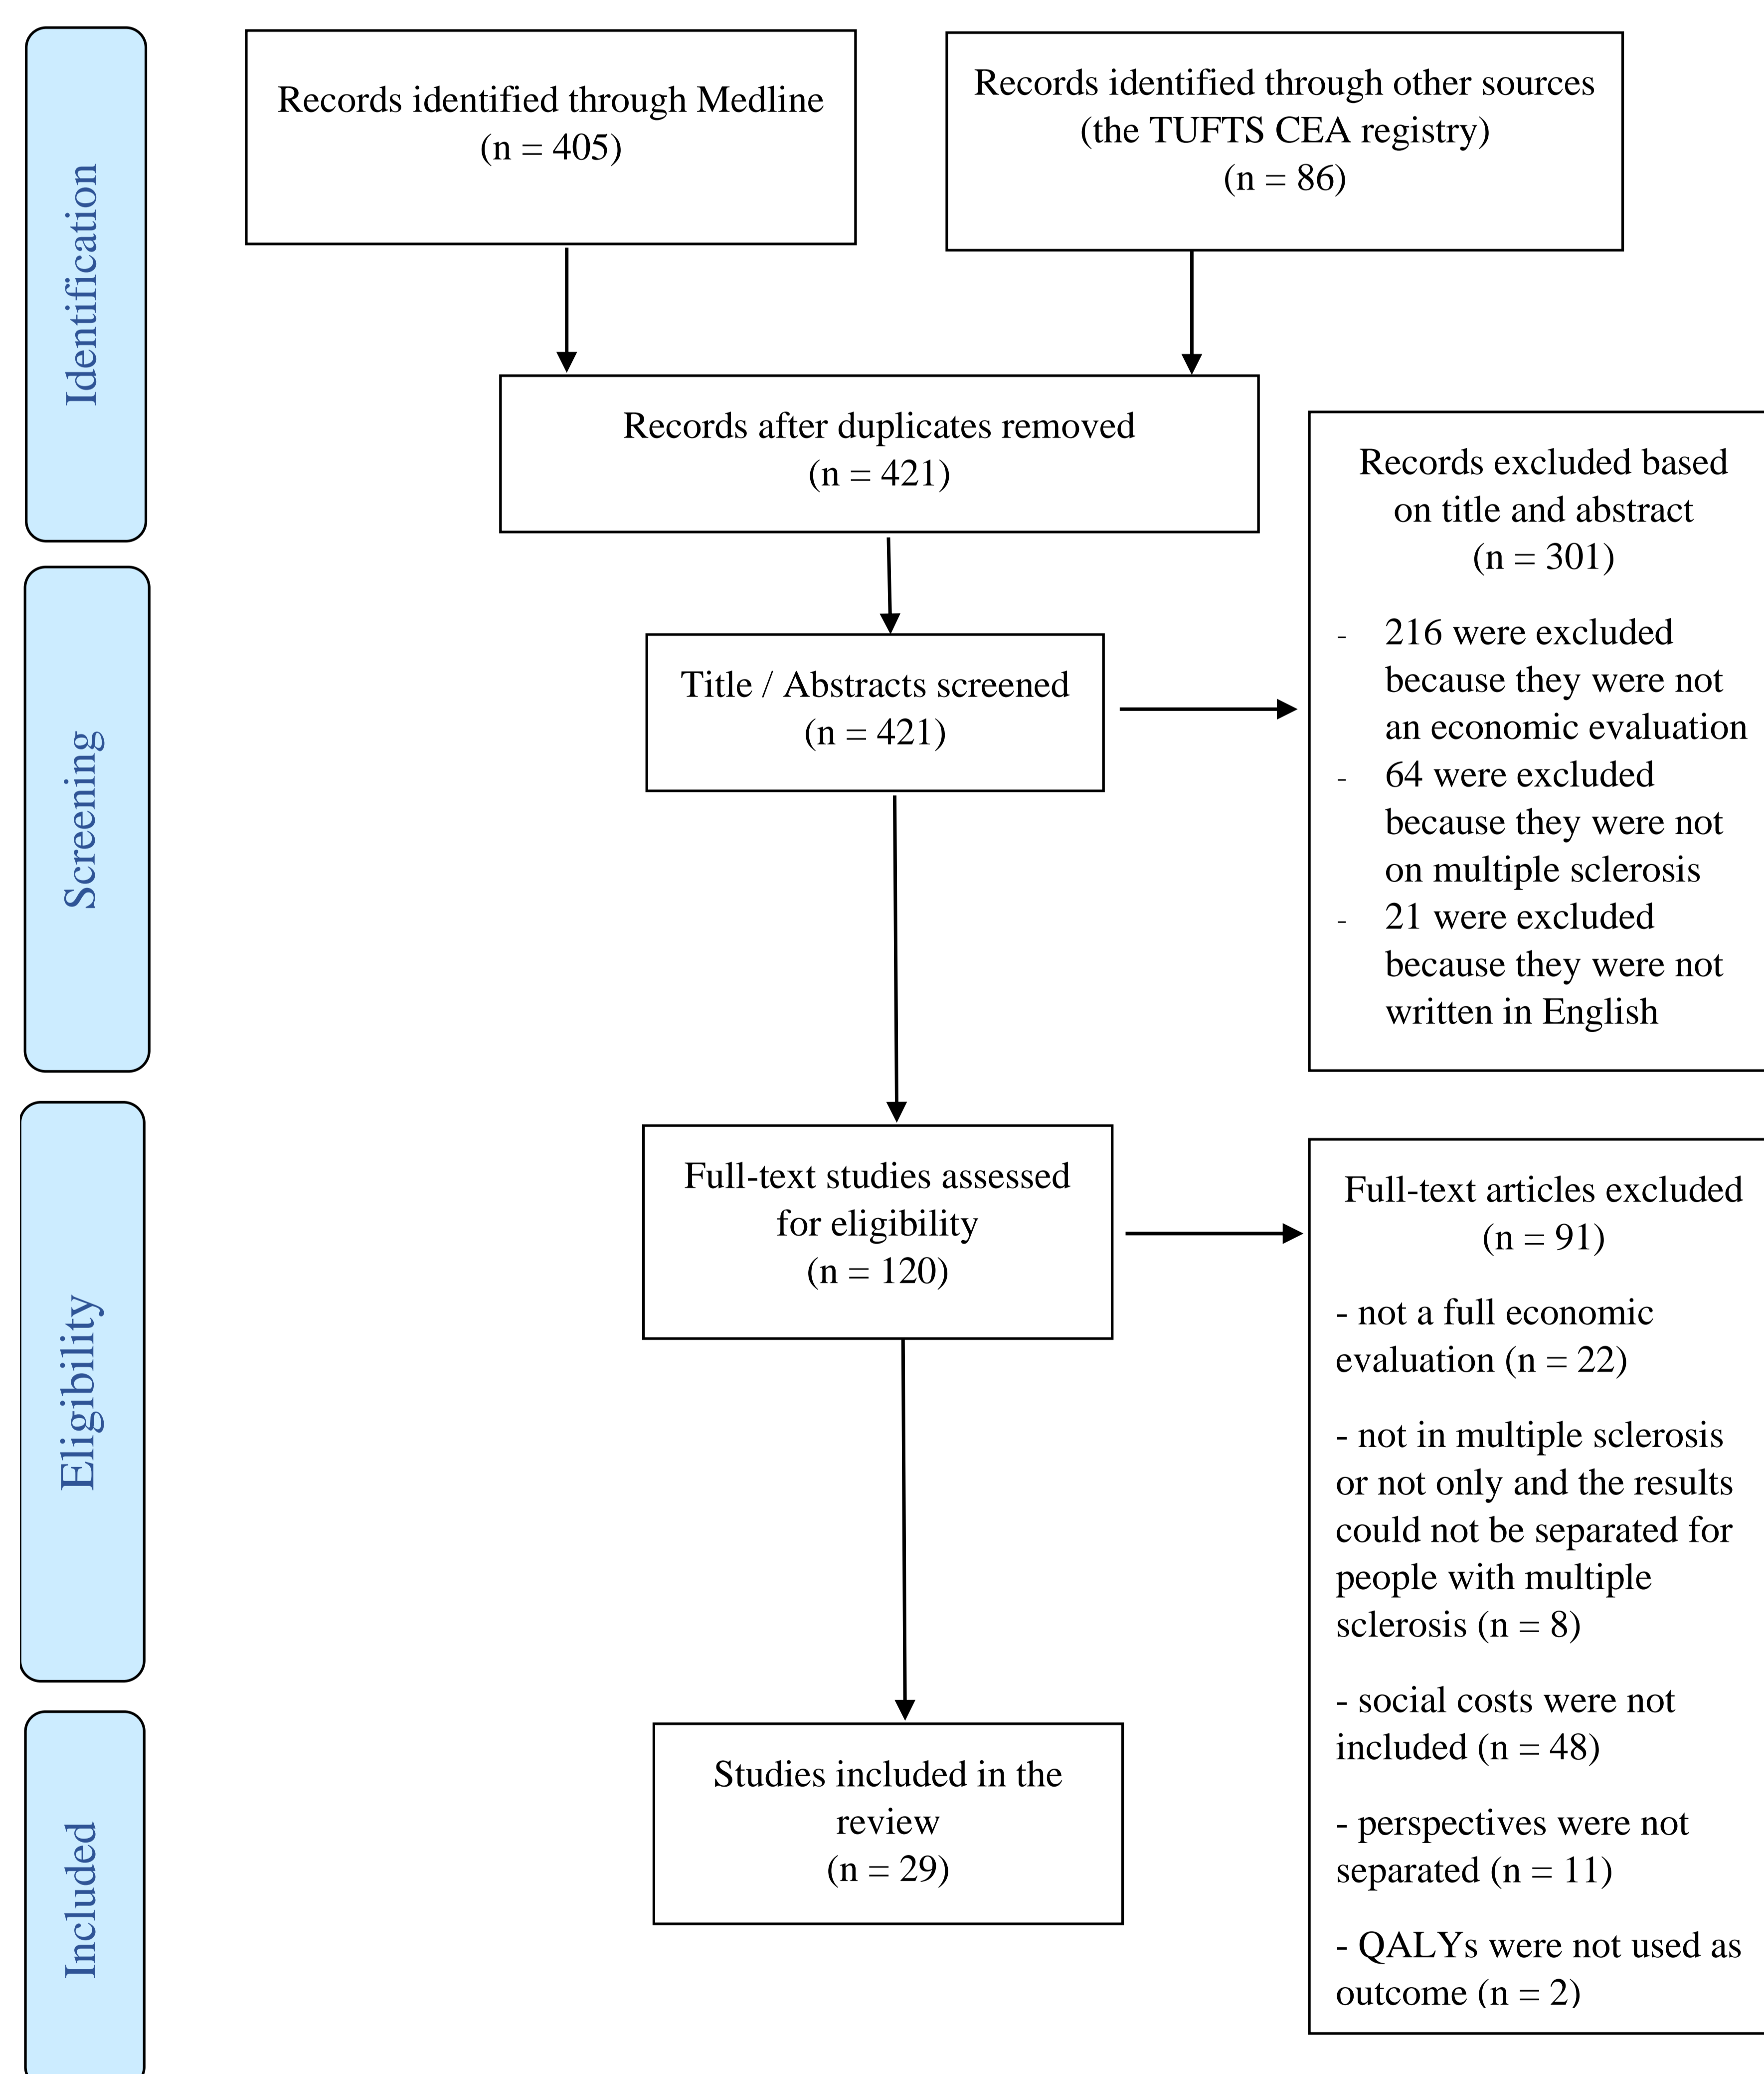 Identification
Records identified through Medline
(n = 405)
Records identified through other sources
(the TUFTS CEA registry)
(n = 86)
Records after duplicates removed
(n = 421)
Screening
Title / Abstracts screened
(n = 421)
Records excluded based
on title and abstract
(n = 301)
- 216 were excluded
because they were not
an economic evaluation
- 64 were excluded
because they were not
on multiple sclerosis
- 21 were excluded
because they were not
written in English
Eligibility
Full-text studies assessed
for eligibility
(n = 120)
Full-text articles excluded
(n = 91)
- not a full economic
evaluation (n = 22)
- not in multiple sclerosis
or not only and the results
could not be separated for
people with multiple
sclerosis (n = 8)
- social costs were not
included (n = 48)
- perspectives were not
separated (n = 11)
- QALYs were not used as
outcome (n = 2)
Included
Studies included in the
review
(n = 29)